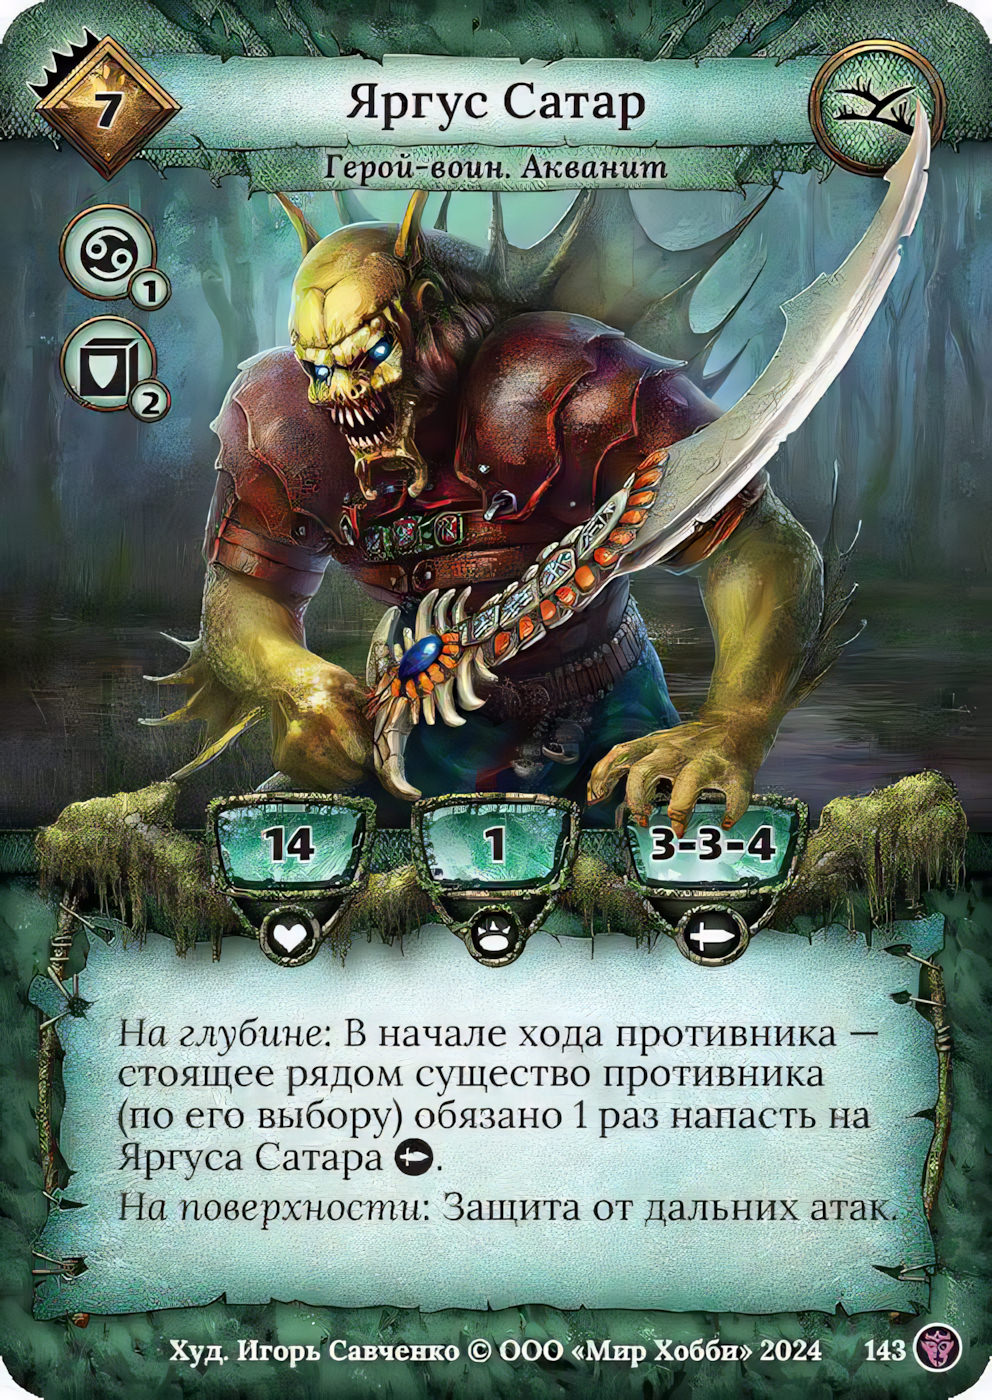 7
Яргус Сатар
Герой-воин. Акванит
1
2
14
1
3-3-4
На глубине: В начале хода противника —
стоящее рядом существо противника
(по его выбору) обязано 1 раз напасть на
Яргуса Сатара .
На поверхности: Защита от дальних атак.
Худ. Игорь Савченко © ООО «Мир Хобби» 2024
143